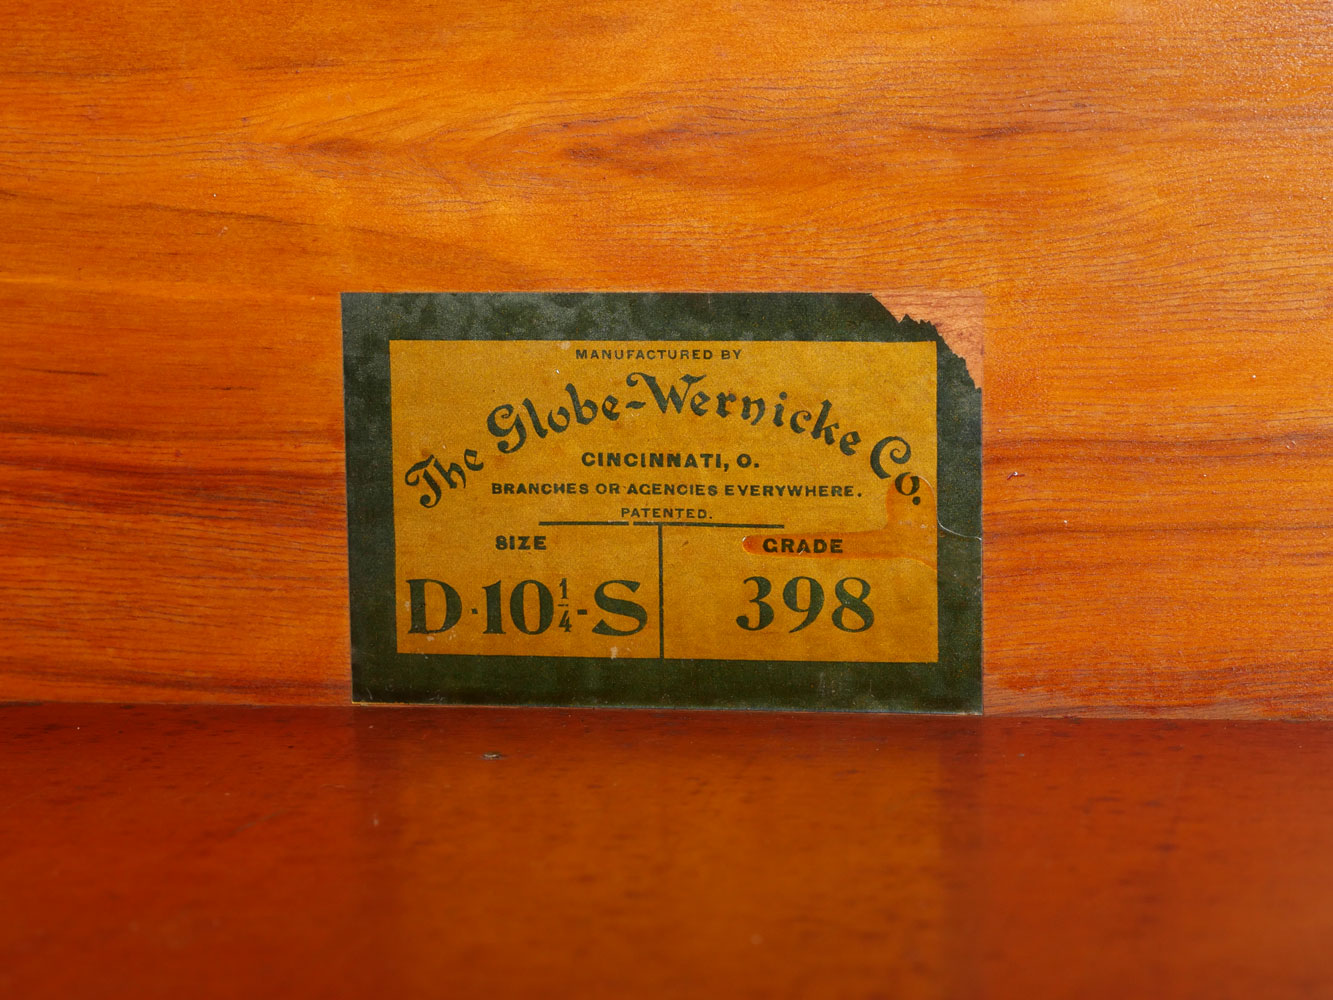 MANUFACTURED BY
The Globe-Wernicke Co.
CINCINNATI, O.
BRANCHES OR AGENCIES EVERYWHERE.
PATENTED.
SIZE GRADE
D·10¼-S 398